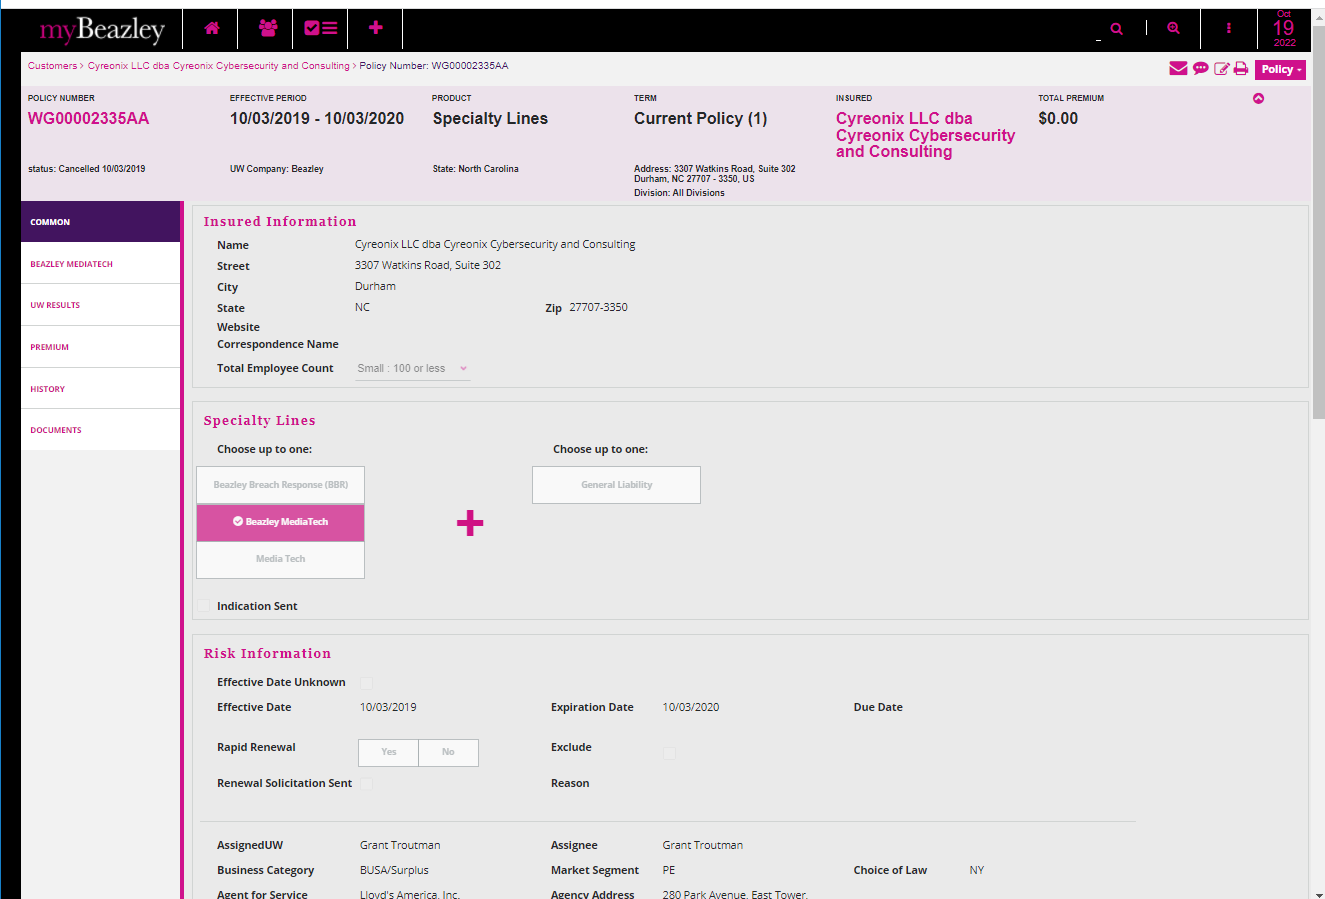 myBeazley
Oct
19
2022
Customers > Cyreonix LLC dba Cyreonix Cybersecurity and Consulting > Policy Number: WG00002335AA
Policy
POLICY NUMBER EFFECTIVE PERIOD PRODUCT TERM INSURED TOTAL PREMIUM
WG00002335AA 10/03/2019 - 10/03/2020 Specialty Lines Current Policy (1) Cyreonix LLC dba $0.00
Cyreonix Cybersecurity
and Consulting
status: Cancelled 10/03/2019 UW Company: Beazley State: North Carolina Address: 3307 Watkins Road, Suite 302
Durham, NC 27707 - 3350, US
Division: All Divisions
COMMON
BEAZLEY MEDIATECH
UW RESULTS
PREMIUM
HISTORY
DOCUMENTS
Insured Information
Name Cyreonix LLC dba Cyreonix Cybersecurity and Consulting
Street 3307 Watkins Road, Suite 302
City Durham
State NC Zip 27707-3350
Website
Correspondence Name
Total Employee Count Small : 100 or less
Specialty Lines
Choose up to one: Choose up to one:
Beazley Breach Response (BBR) General Liability
Beazley MediaTech
Media Tech
Indication Sent
Risk Information
Effective Date Unknown
Effective Date 10/03/2019 Expiration Date 10/03/2020 Due Date
Rapid Renewal Yes No Exclude
Renewal Solicitation Sent Reason
AssignedUW Grant Troutman Assignee Grant Troutman
Business Category BUSA/Surplus Market Segment PE Choice of Law NY
Agent for Service Lloyd's America, Inc. Agency Address 280 Park Avenue, East Tower,